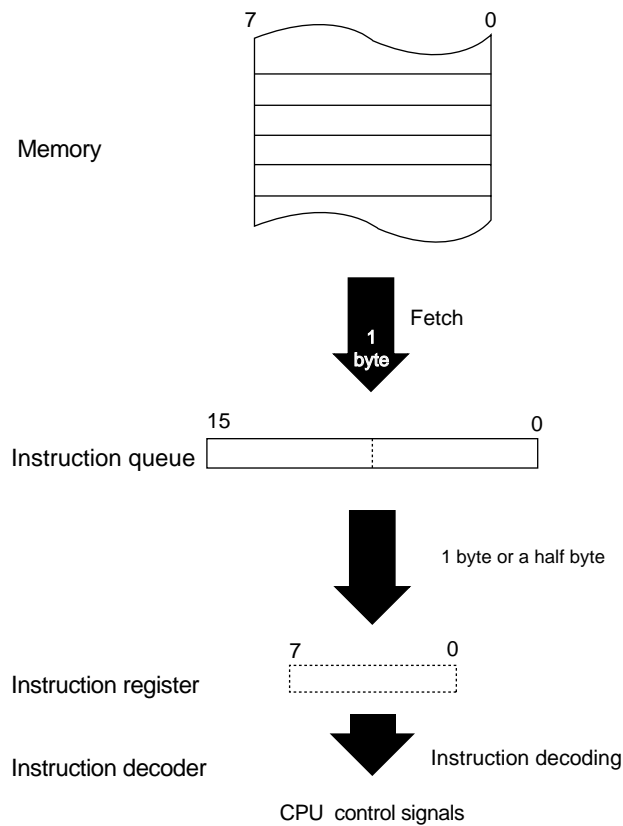 7 0
Memory
Fetch
1
byte
15 0
Instruction queue
1 byte or a half byte
7 0
Instruction register
Instruction decoding
Instruction decoder
CPU control signals